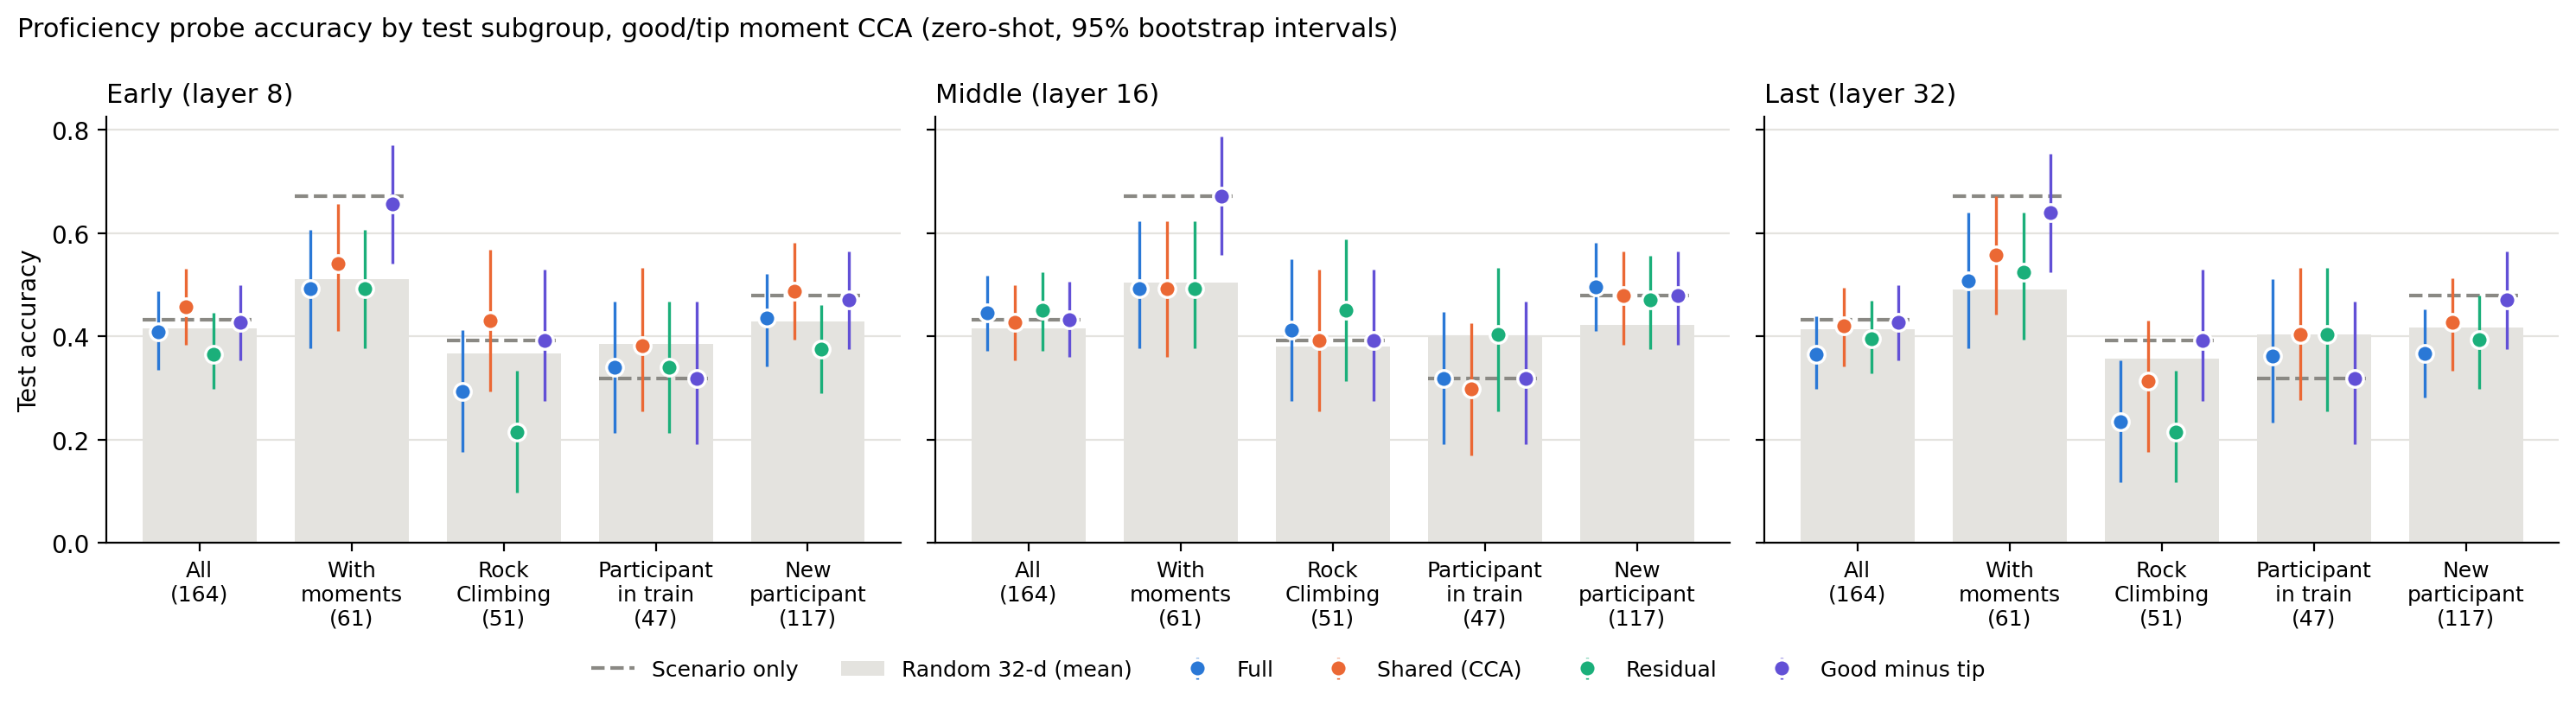 Proficiency probe accuracy by test subgroup, good/tip moment CCA (zero-shot, 95% bootstrap intervals)
Early (layer 8)
Middle (layer 16)
Last (layer 32)
Test accuracy
0.8
0.6
0.4
0.2
0.0
All
(164)
With
moments
(61)
Rock
Climbing
(51)
Participant
in train
(47)
New
participant
(117)
All
(164)
With
moments
(61)
Rock
Climbing
(51)
Participant
in train
(47)
New
participant
(117)
All
(164)
With
moments
(61)
Rock
Climbing
(51)
Participant
in train
(47)
New
participant
(117)
Scenario only
Random 32-d (mean)
Full
Shared (CCA)
Residual
Good minus tip